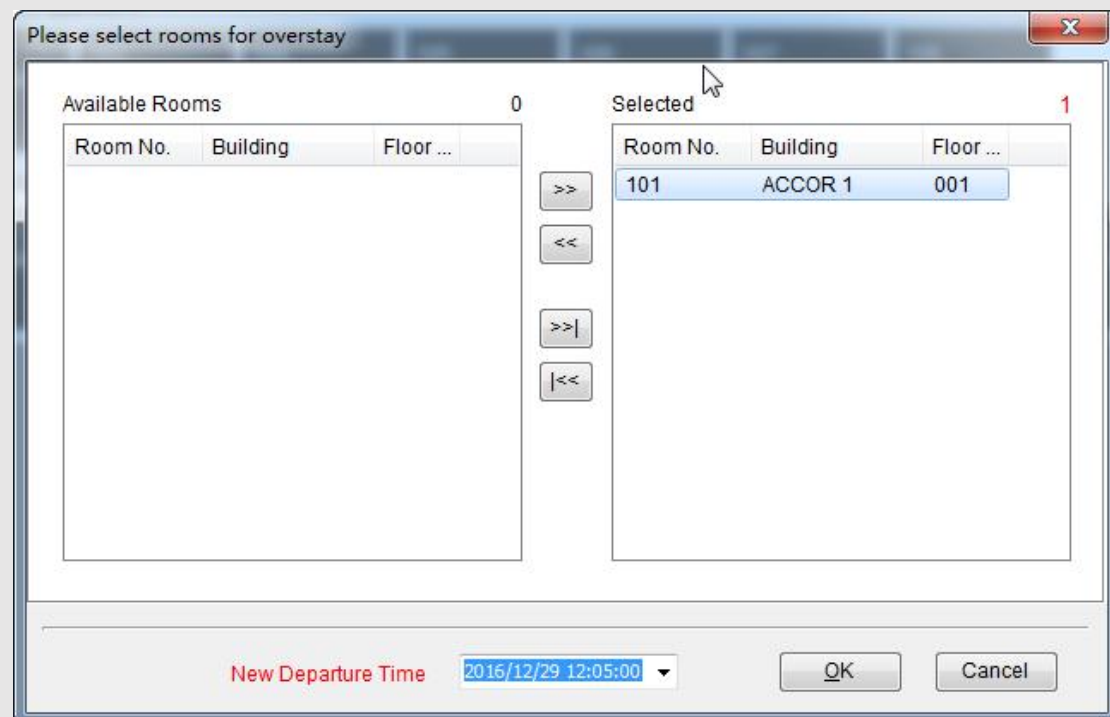 Please select rooms for overstay
Available Rooms 0 Selected 1
Room No. Building Floor ... Room No. Building Floor ...
>> 101 ACCOR 1 001
<<
>>|
|<<
New Departure Time 2016/12/29 12:05:00 OK Cancel